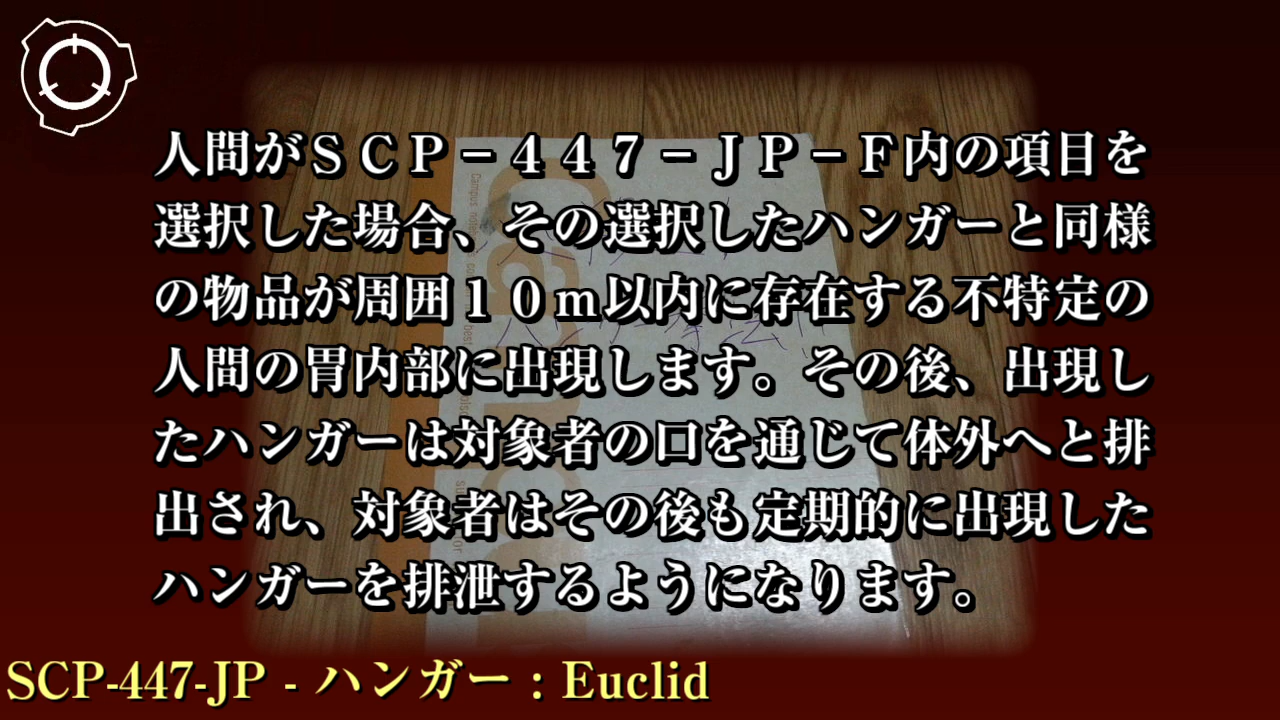 人間がＳＣＰ－４４７－ＪＰ－Ｆ内の項目を
選択した場合、その選択したハンガーと同様
の物品が周囲１０ｍ以内に存在する不特定の
人間の胃内部に出現します。その後、出現し
たハンガーは対象者の口を通じて体外へと排
出され、対象者はその後も定期的に出現した
ハンガーを排泄するようになります。
SCP-447-JP - ハンガー : Euclid